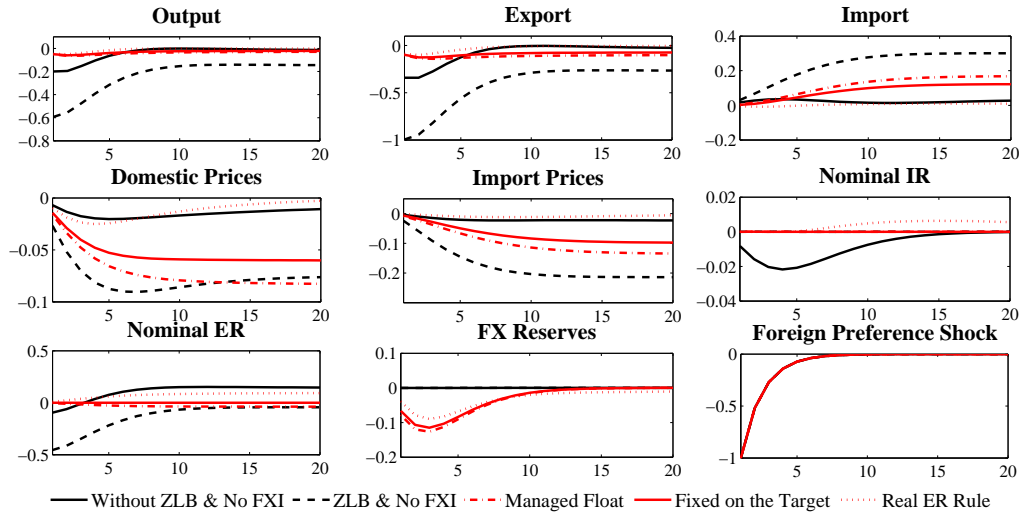 Output
Export
Import
0
−0.2
−0.4
−0.6
−0.8
5 10 15 20
0
−0.5
−1
5 10 15 20
0.4
0.2
0
−0.2
5 10 15 20
Domestic Prices
Import Prices
Nominal IR
0
−0.05
−0.1
5 10 15 20
0
−0.1
−0.2
5 10 15 20
0.02
0
−0.02
−0.04
5 10 15 20
Nominal ER
FX Reserves
Foreign Preference Shock
0.5
0
−0.5
5 10 15 20
0.1
0
−0.1
−0.2
5 10 15 20
0
−0.5
−1
5 10 15 20
Without ZLB & No FXI ZLB & No FXI Managed Float Fixed on the Target Real ER Rule